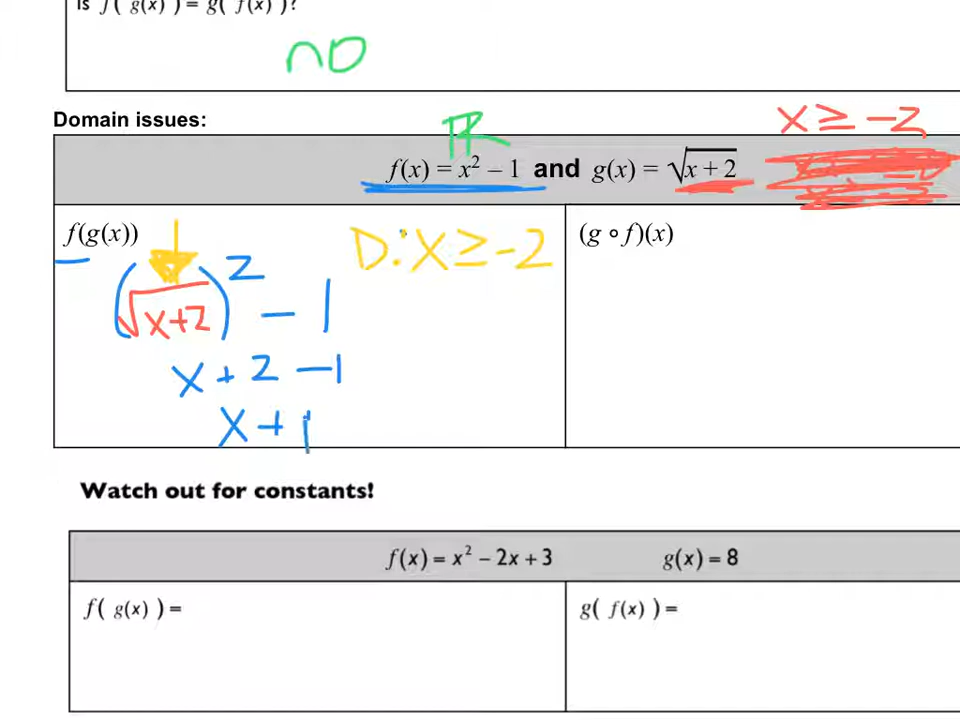 Is f( g(x) ) = g( f(x) )?
no
Domain issues:
ℝ
x ≥ -2
f(x) = x² – 1 and g(x) = √(x + 2)
f(g(x))
D: x ≥ -2
(√(x+2))² - 1
x + 2 - 1
x + 1
(g ∘ f)(x)
Watch out for constants!
f(x) = x² – 2x + 3 g(x) = 8
f( g(x) ) =
g( f(x) ) =